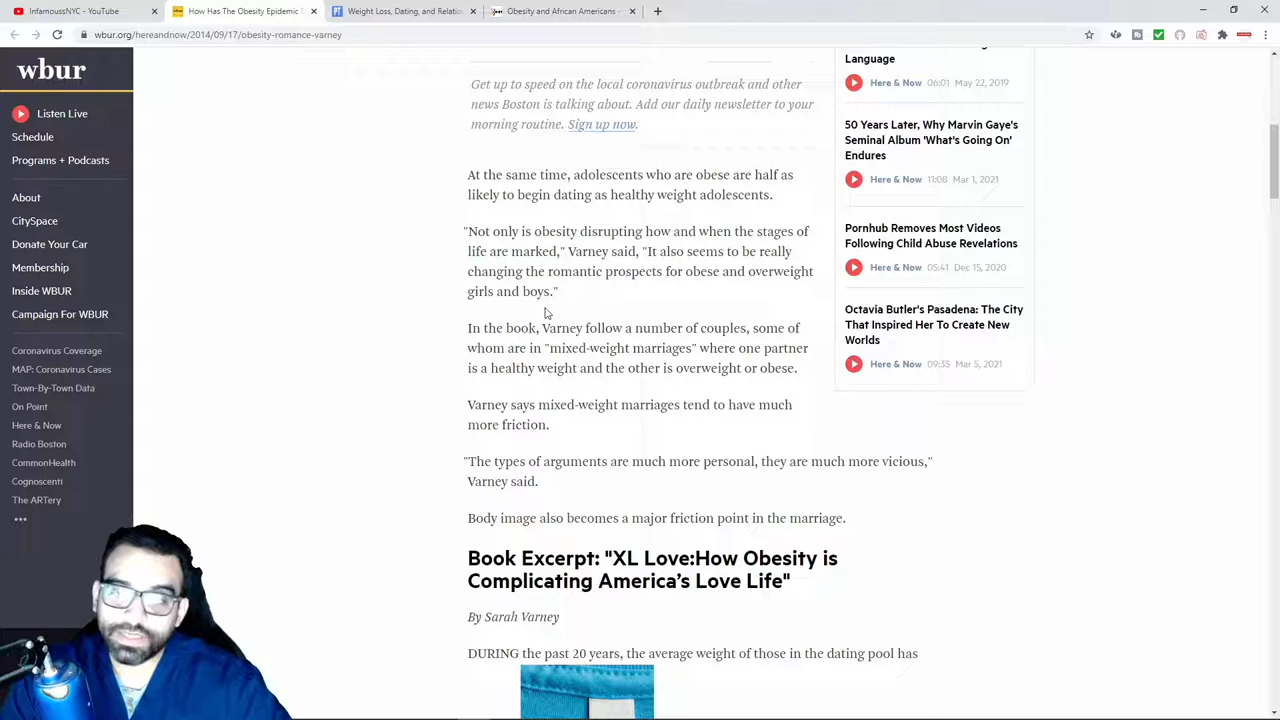 InfamousNYC - YouTube
How Has The Obesity Epidemic
Weight Loss, Dating, and Relatio
Obesity and African Americans -
wbur.org/hereandnow/2014/09/17/obesity-romance-varney
wbur
Listen Live
Schedule
Programs + Podcasts
About
CitySpace
Donate Your Car
Membership
Inside WBUR
Campaign For WBUR
Coronavirus Coverage
MAP: Coronavirus Cases
Town-By-Town Data
On Point
Here & Now
Radio Boston
CommonHealth
Cognoscenti
The ARTery
Get up to speed on the local coronavirus outbreak and other
news Boston is talking about. Add our daily newsletter to your
morning routine. Sign up now.
At the same time, adolescents who are obese are half as
likely to begin dating as healthy weight adolescents.
"Not only is obesity disrupting how and when the stages of
life are marked," Varney said, "It also seems to be really
changing the romantic prospects for obese and overweight
girls and boys."
In the book, Varney follow a number of couples, some of
whom are in "mixed-weight marriages" where one partner
is a healthy weight and the other is overweight or obese.
Varney says mixed-weight marriages tend to have much
more friction.
"The types of arguments are much more personal, they are much more vicious,"
Varney said.
Body image also becomes a major friction point in the marriage.
Book Excerpt: "XL Love:How Obesity is
Complicating America's Love Life"
By Sarah Varney
DURING the past 20 years, the average weight of those in the dating pool has
Language
Here & Now 06:01 May 22, 2019
50 Years Later, Why Marvin Gaye's
Seminal Album 'What's Going On'
Endures
Here & Now 11:08 Mar 1, 2021
Pornhub Removes Most Videos
Following Child Abuse Revelations
Here & Now 05:41 Dec 15, 2020
Octavia Butler's Pasadena: The City
That Inspired Her To Create New
Worlds
Here & Now 09:35 Mar 5, 2021